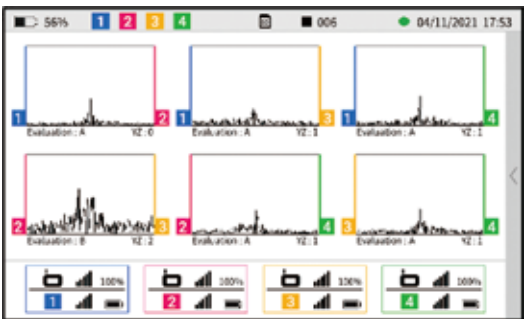 56% 1 2 3 4 006 04/11/2021 17:53
1 2 1 3 1 4
Evaluation : A YZ : 0 Evaluation : A YZ : 1 Evaluation : A YZ : 1
2 3 2 4 3 4
Evaluation : B YZ : 2 Evaluation : A YZ : 1 Evaluation : A YZ : 1
100% 100% 100% 100%
1 2 3 4